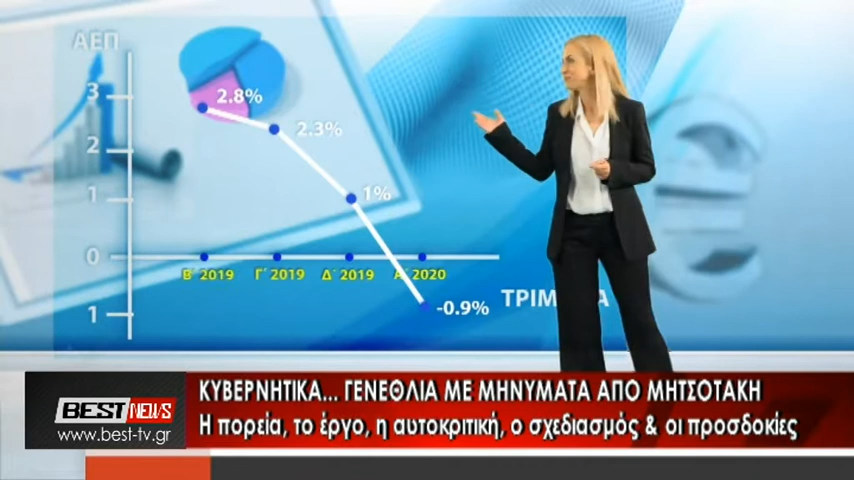 ΑΕΠ
3
2
1
0
1
2.8%
2.3%
1%
-0.9%
Β΄ 2019
Γ΄ 2019
Δ΄ 2019
Α΄ 2020
ΚΥΒΕΡΝΗΤΙΚΑ... ΓΕΝΕΘΛΙΑ ΜΕ ΜΗΝΥΜΑΤΑ ΑΠΟ ΜΗΤΣΟΤΑΚΗ
Η πορεία, το έργο, η αυτοκριτική, ο σχεδιασμός & οι προσδοκίες
BEST NEWS
www.best-tv.gr